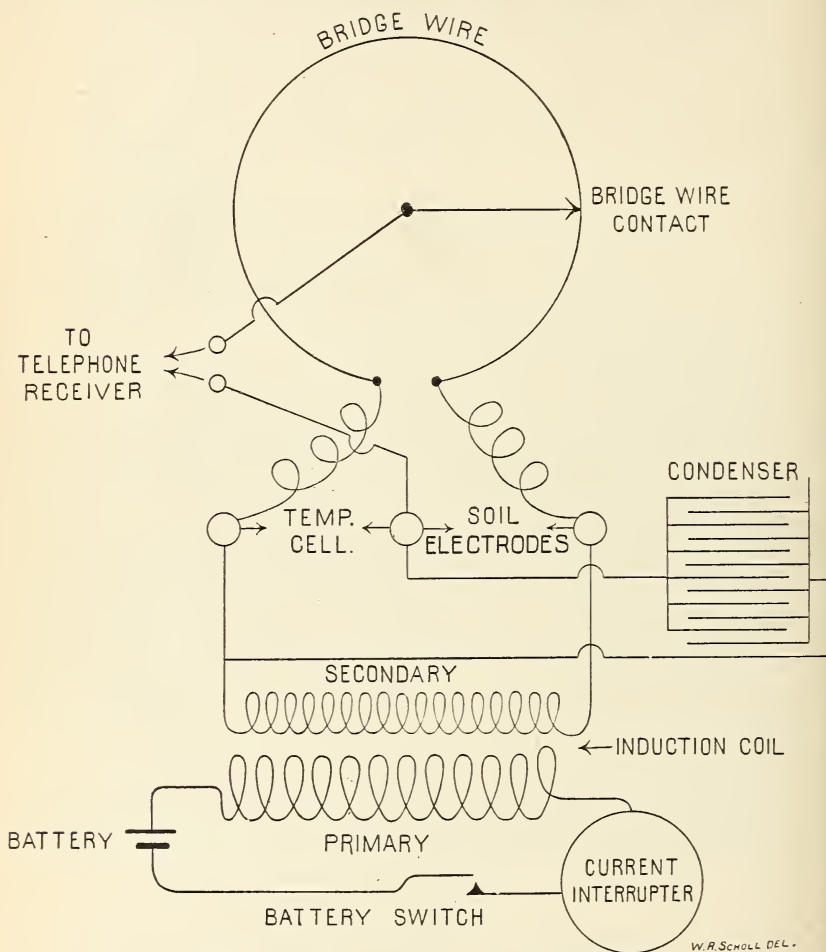 BRIDGE WIRE
BRIDGE WIRE
CONTACT
TO
TELEPHONE
RECEIVER
CONDENSER
TEMP.
CELL.
SOIL
ELECTRODES
SECONDARY
INDUCTION COIL
BATTERY
PRIMARY
CURRENT
INTERRUPTER
BATTERY SWITCH
W.R.SCHOLL DEL.